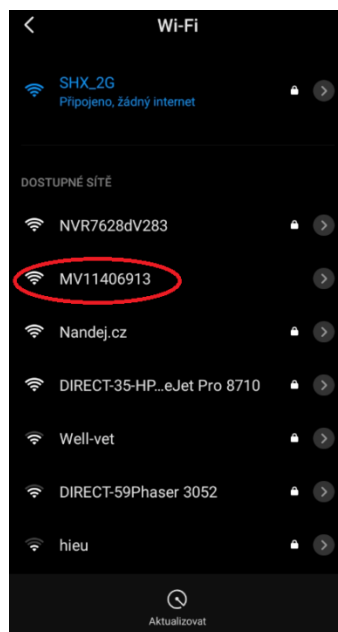 Wi-Fi
SHX_2G
Připojeno, žádný internet
DOSTUPNÉ SÍTĚ
NVR7628dV283
MV11406913
Nandej.cz
DIRECT-35-HP...eJet Pro 8710
Well-vet
DIRECT-59Phaser 3052
hieu
Aktualizovat